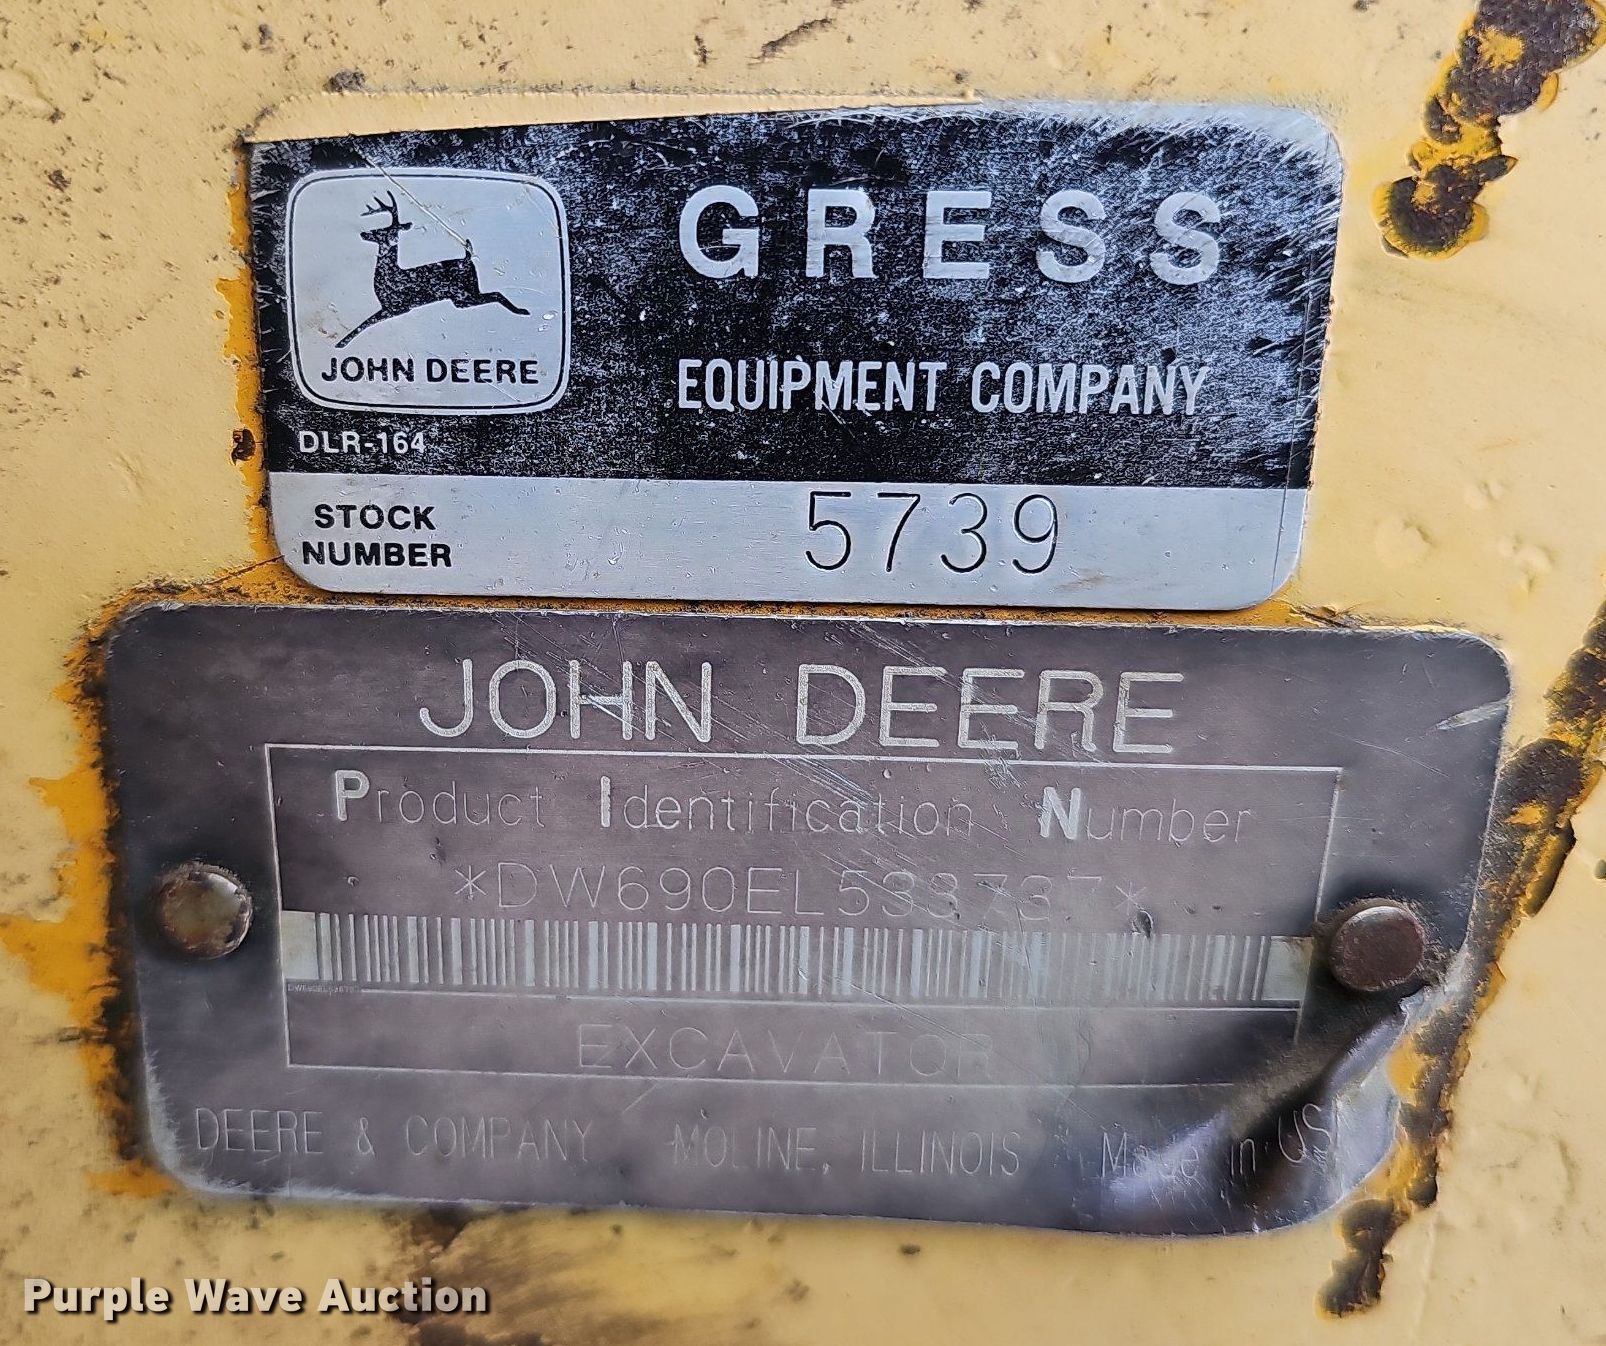 GRESS
JOHN DEERE
EQUIPMENT COMPANY
DLR-164
STOCK
NUMBER
5739
JOHN DEERE
Product Identification Number
*DW690EL538737*
EXCAVATOR
DEERE & COMPANY MOLINE, ILLINOIS Made in USA
Purple Wave Auction